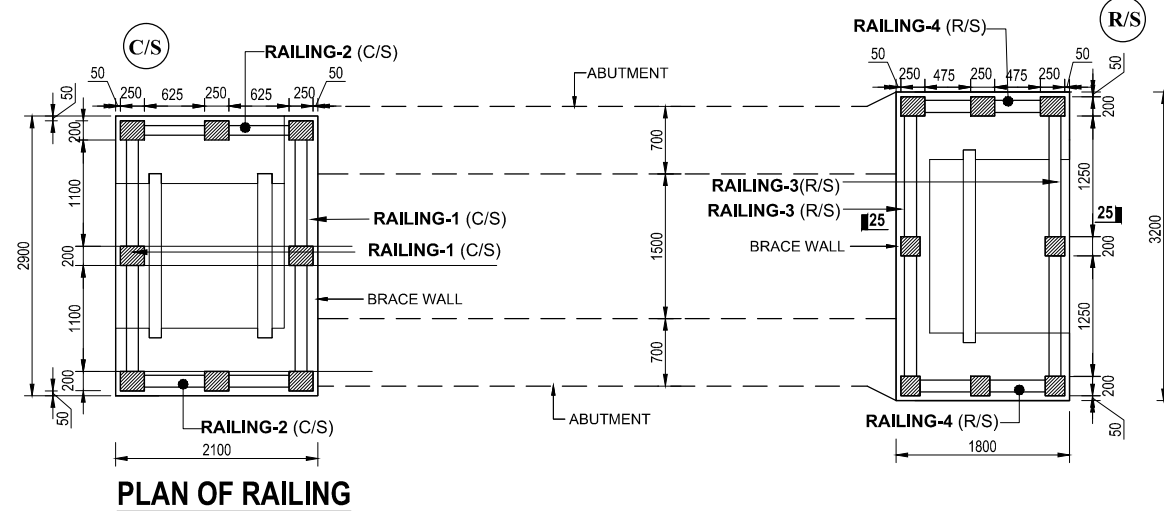 C/S
RAILING-2 (C/S)
50 250 625 250 625 250 50
50
200
1100
200
1100
200
50
2900
RAILING-1 (C/S)
RAILING-1 (C/S)
BRACE WALL
RAILING-2 (C/S)
2100
ABUTMENT
700
1500
700
ABUTMENT
R/S
RAILING-4 (R/S)
50 250 475 250 475 250 50
50
200
1250
200
1250
200
50
3200
RAILING-3(R/S)
RAILING-3 (R/S)
25 25
BRACE WALL
RAILING-4 (R/S)
1800
PLAN OF RAILING